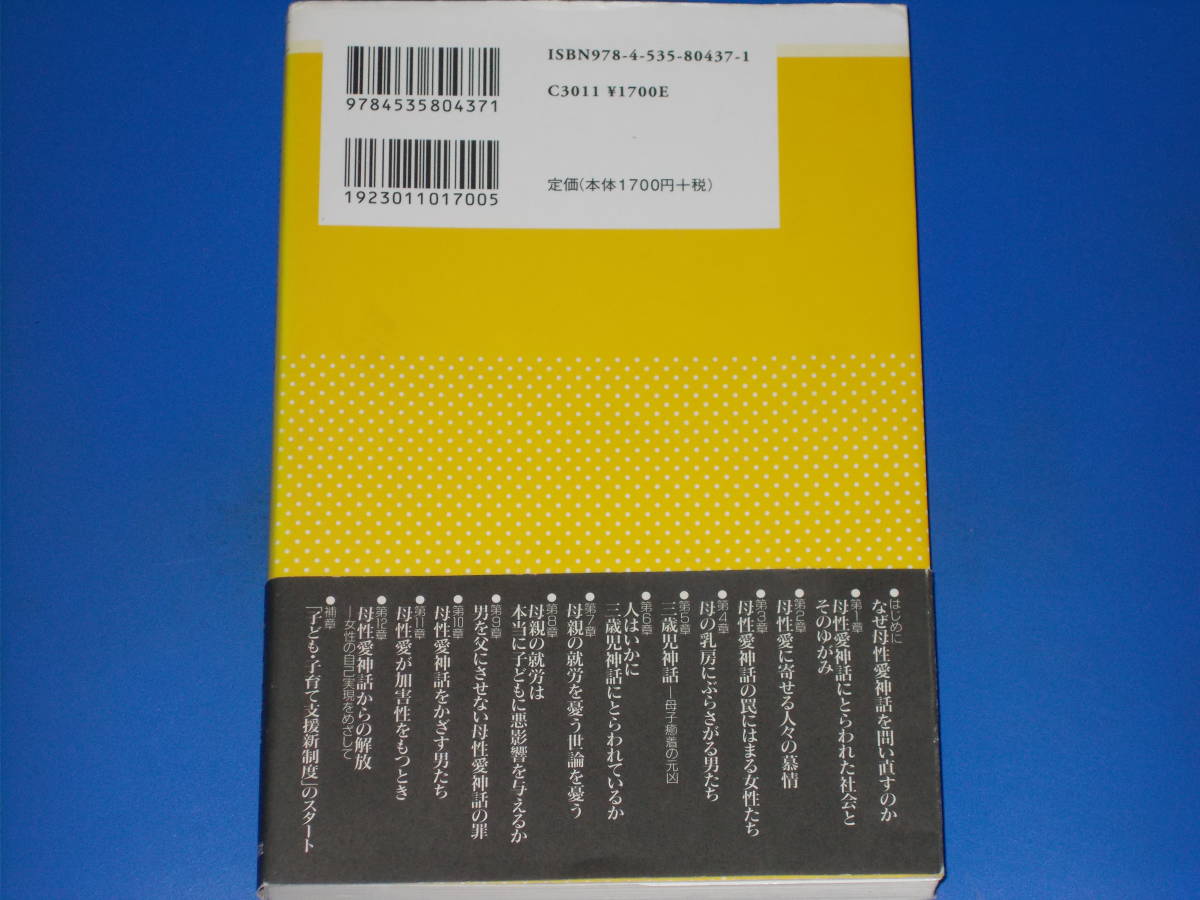 ISBN978-4-535-80437-1
C3011 ¥1700E
9784535804371
定価(本体1700円+税)
1923011017005
●はじめに
なぜ母性愛神話を問い直すのか
●第1章
母性愛神話にとらわれた社会と
そのゆがみ
●第2章
母性愛に寄せる人々の慕情
●第3章
母性愛神話の罠にはまる女性たち
●第4章
母の乳房にぶらさがる男たち
●第5章
三歳児神話―母子癒着の元凶
●第6章
人はいかに
三歳児神話にとらわれているか
●第7章
母親の就労を憂う世論を憂う
●第8章
母親の就労は
本当に子どもに悪影響を与えるか
●第9章
男を父にさせない母性愛神話の罪
●第10章
母性愛神話をかざす男たち
●第11章
母性愛が加害性をもつとき
●第12章
母性愛神話からの解放
―女性の自己実現をめざして
●補章
「子ども・子育て支援新制度」のスタート